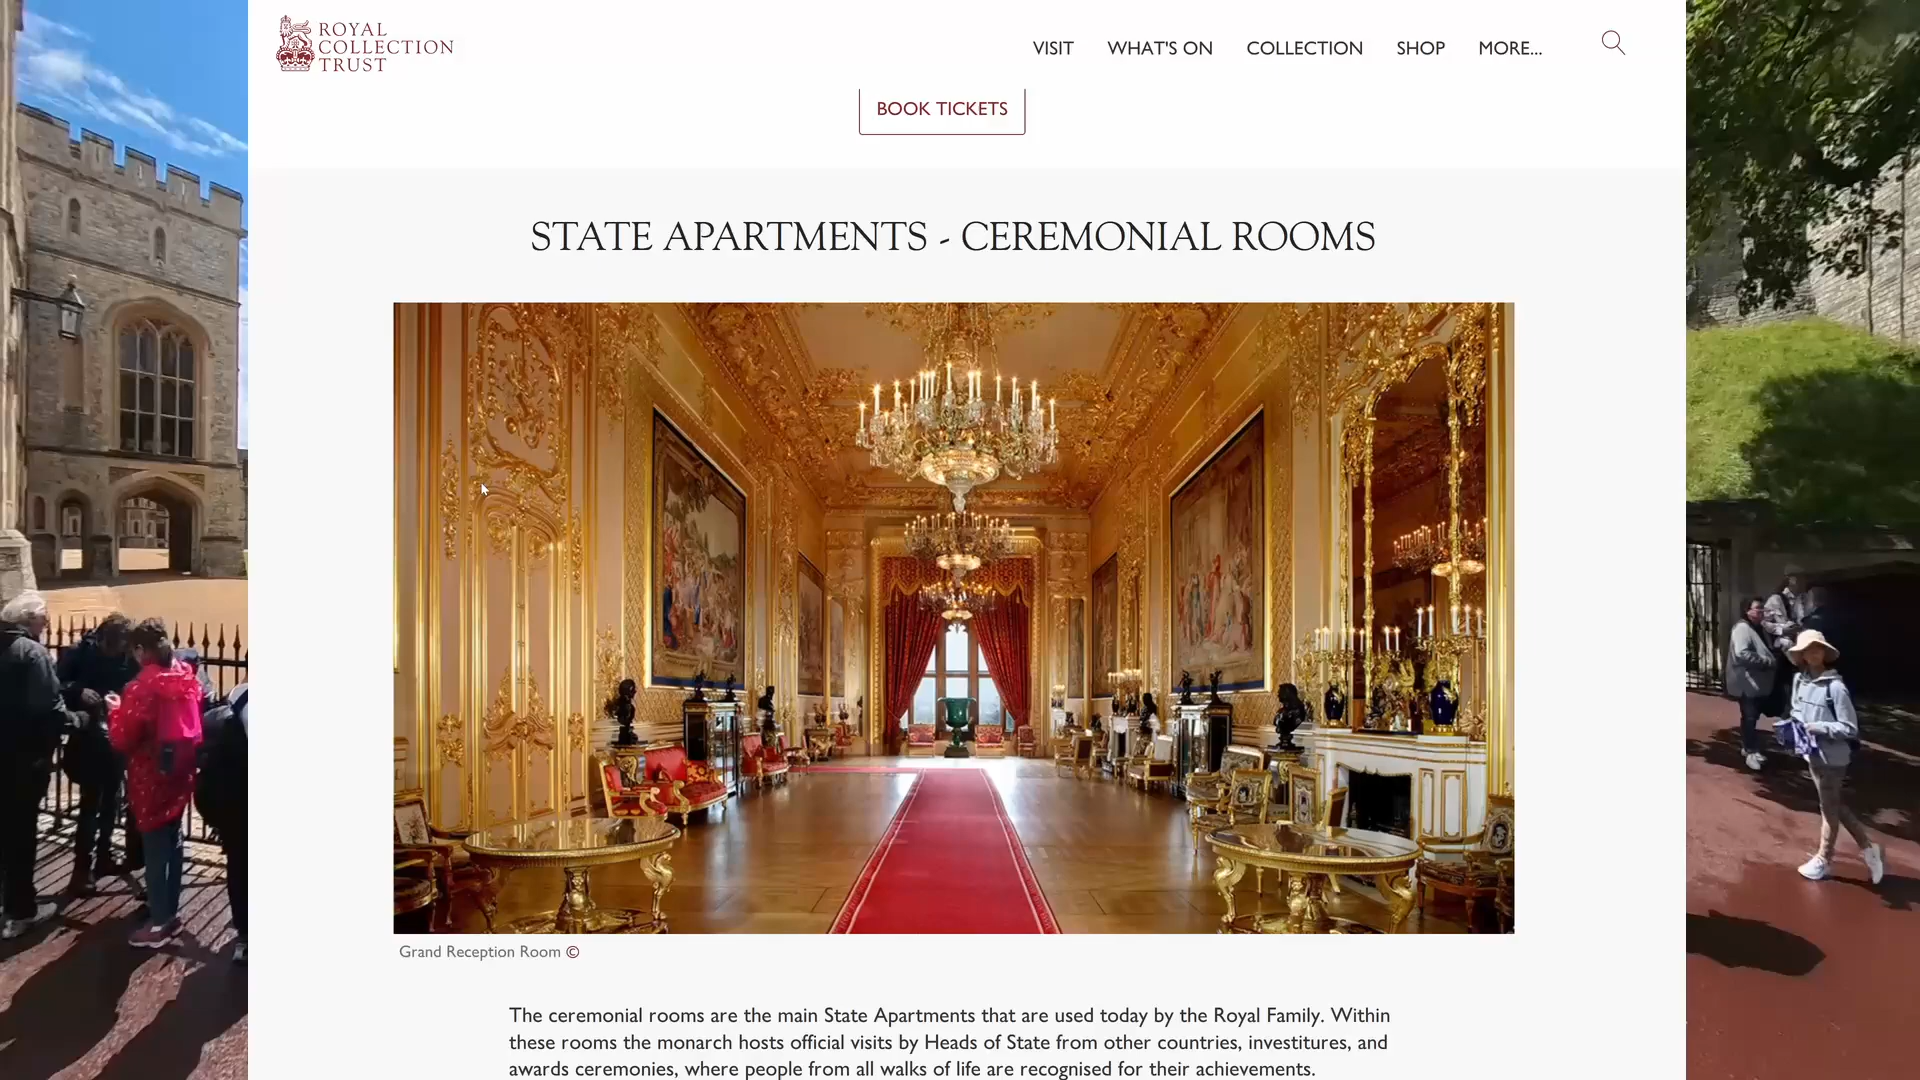 ROYAL
COLLECTION
TRUST
VISIT WHAT'S ON COLLECTION SHOP MORE...
BOOK TICKETS
STATE APARTMENTS - CEREMONIAL ROOMS
Grand Reception Room ©
The ceremonial rooms are the main State Apartments that are used today by the Royal Family. Within
these rooms the monarch hosts official visits by Heads of State from other countries, investitures, and
awards ceremonies, where people from all walks of life are recognised for their achievements.